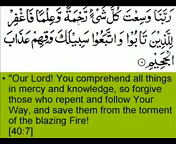 رَبَّنَا وَسِعْتَ كُلَّ شَيْءٍ رَّحْمَةً وَعِلْمًا فَاغْفِرْ
لِلَّذِينَ تَابُوا وَاتَّبَعُوا سَبِيلَكَ وَقِهِمْ عَذَابَ
الْجَحِيمِ
• "Our Lord! You comprehend all things
in mercy and knowledge, so forgive
those who repent and follow Your
Way, and save them from the torment
of the blazing Fire!
[40:7]